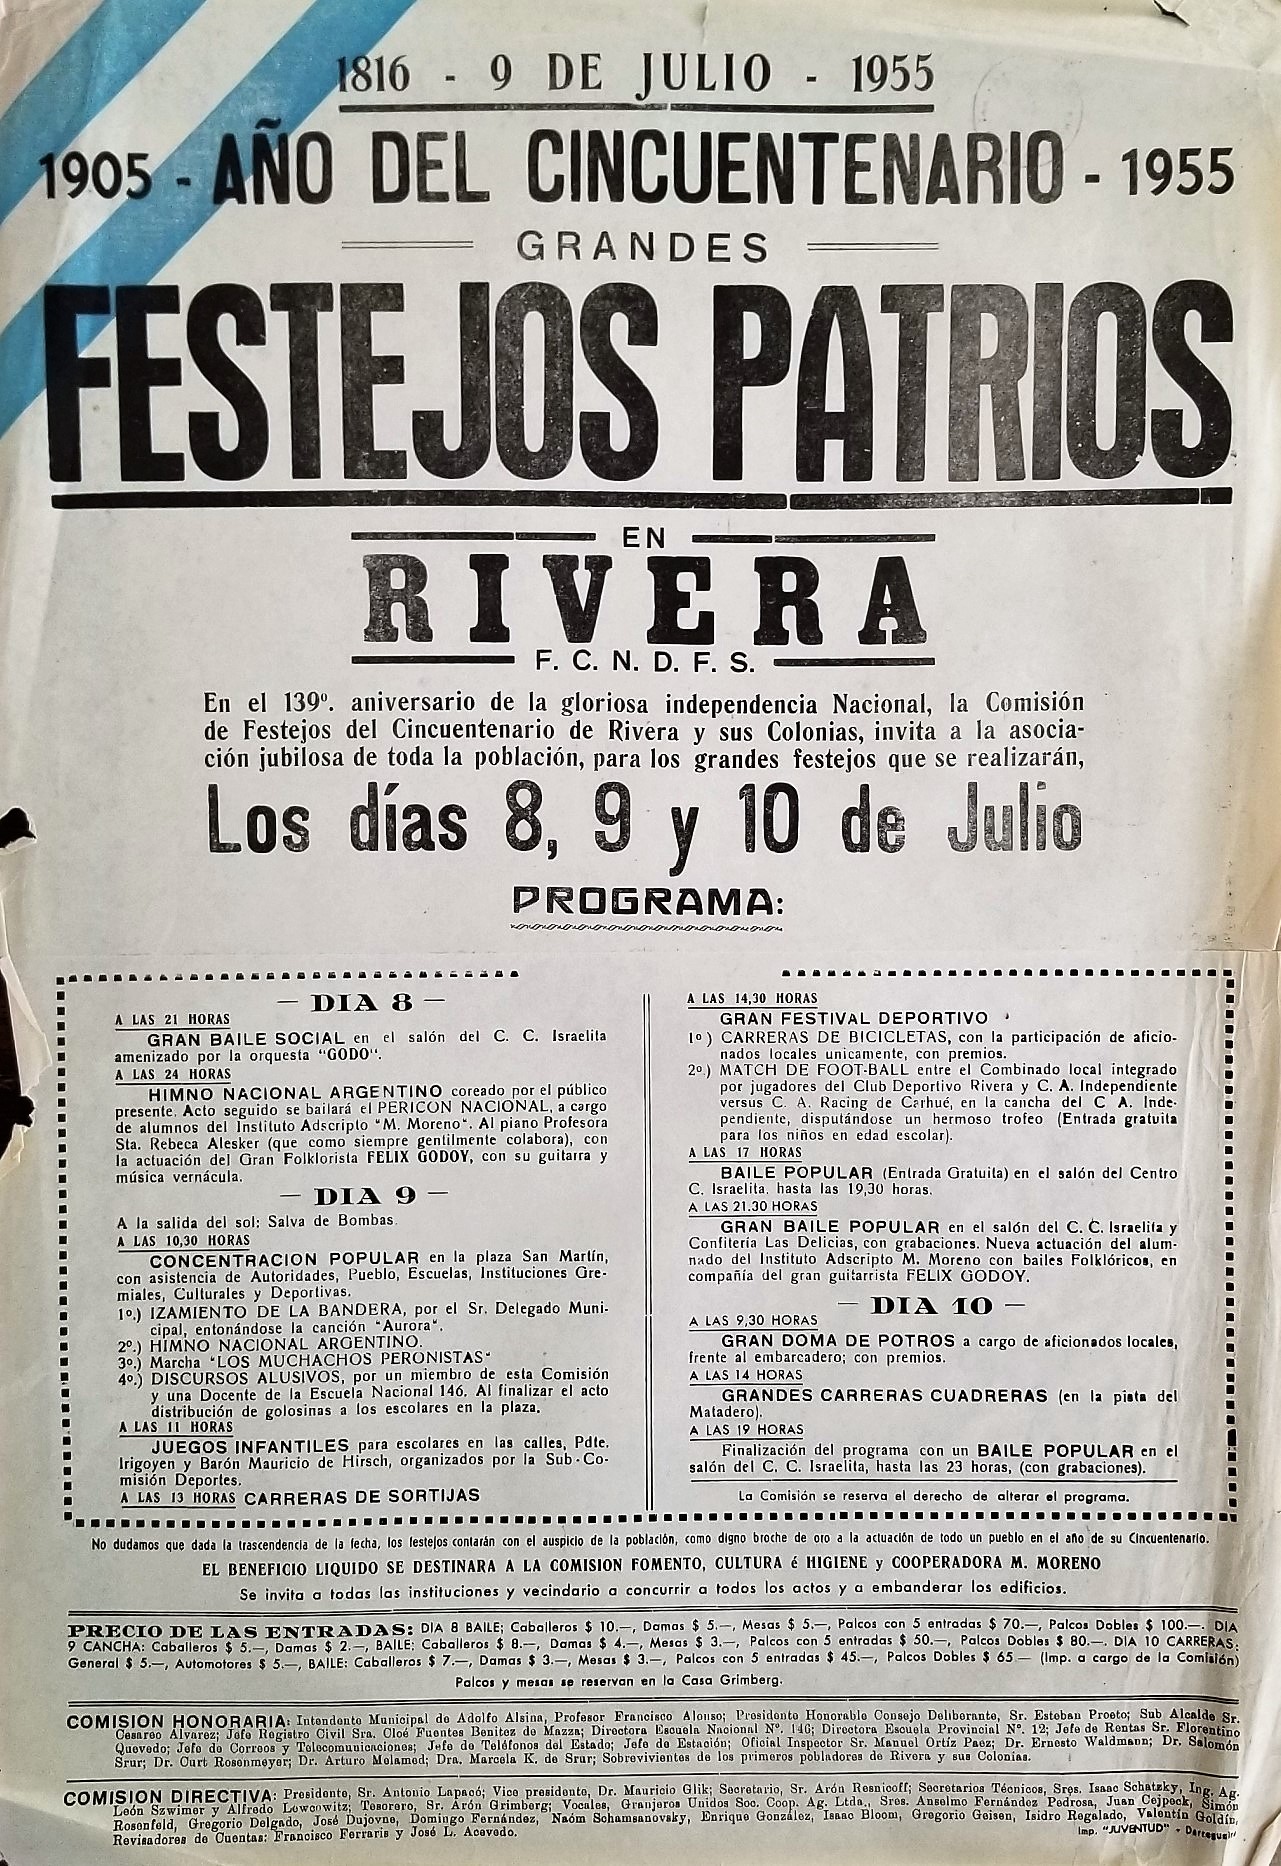 1816 - 9 DE JULIO - 1955
1905 - AÑO DEL CINCUENTENARIO - 1955
GRANDES
FESTEJOS PATRIOS
EN
RIVERA
F. C. N. D. F. S.
En el 139º. aniversario de la gloriosa independencia Nacional, la Comisión
de Festejos del Cincuentenario de Rivera y sus Colonias, invita a la asocia-
ción jubilosa de toda la población, para los grandes festejos que se realizarán,
Los días 8, 9 y 10 de Julio
PROGRAMA:
— DIA 8 —
A LAS 21 HORAS
GRAN BAILE SOCIAL en el salón del C. C. Israelita
amenizado por la orquesta "GODO".
A LAS 24 HORAS
HIMNO NACIONAL ARGENTINO coreado por el público
presente. Acto seguido se bailará el PERICON NACIONAL, a cargo
de alumnos del Instituto Adscripto "M. Moreno". Al piano Profesora
Sta. Rebeca Alesker (que como siempre gentilmente colabora), con
la actuación del Gran Folklorista FELIX GODOY, con su guitarra y
música vernácula.
— DIA 9 —
A la salida del sol: Salva de Bombas.
A LAS 10,30 HORAS
CONCENTRACION POPULAR en la plaza San Martín,
con asistencia de Autoridades, Pueblo, Escuelas, Instituciones Gre-
miales, Culturales y Deportivas.
1º.) IZAMIENTO DE LA BANDERA, por el Sr. Delegado Muni-
cipal, entonándose la canción "Aurora".
2º.) HIMNO NACIONAL ARGENTINO.
3º.) Marcha "LOS MUCHACHOS PERONISTAS"
4º.) DISCURSOS ALUSIVOS, por un miembro de esta Comisión
y una Docente de la Escuela Nacional 146. Al finalizar el acto
distribución de golosinas a los escolares en la plaza.
A LAS 11 HORAS
JUEGOS INFANTILES para escolares en las calles, Pdte.
Irigoyen y Barón Mauricio de Hirsch, organizados por la Sub-Co-
misión Deportes.
A LAS 13 HORAS CARRERAS DE SORTIJAS
A LAS 14,30 HORAS
GRAN FESTIVAL DEPORTIVO
1º) CARRERAS DE BICICLETAS, con la participación de aficio-
nados locales unicamente, con premios.
2º.) MATCH DE FOOT-BALL entre el Combinado local integrado
por jugadores del Club Deportivo Rivera y C. A. Independiente
versus C. A. Racing de Carhué, en la cancha del C A. Inde-
pendiente, disputándose un hermoso trofeo (Entrada gratuita
para los niños en edad escolar).
A LAS 17 HORAS
BAILE POPULAR (Entrada Gratuita) en el salón del Centro
C. Israelita. hasta las 19,30 horas.
A LAS 21.30 HORAS
GRAN BAILE POPULAR en el salón del C. C. Israelita y
Confitería Las Delicias, con grabaciones. Nueva actuación del alum-
nado del Instituto Adscripto M. Moreno con bailes Folklóricos, en
compañía del gran guitarrista FELIX GODOY.
— DIA 10 —
A LAS 9,30 HORAS
GRAN DOMA DE POTROS a cargo de aficionados locales,
frente al embarcadero; con premios.
A LAS 14 HORAS
GRANDES CARRERAS CUADRERAS (en la pista del
Matadero).
A LAS 19 HORAS
Finalización del programa con un BAILE POPULAR en el
salón del C. C. Israelita, hasta las 23 horas, (con grabaciones).
La Comisión se reserva el derecho de alterar el programa.
No dudamos que dada la trascendencia de la fecha, los festejos contarán con el auspicio de la población, como digno broche de oro a la actuación de todo un pueblo en el año de su Cincuentenario.
EL BENEFICIO LIQUIDO SE DESTINARA A LA COMISION FOMENTO, CULTURA é HIGIENE y COOPERADORA M. MORENO
Se invita a todas las instituciones y vecindario a concurrir a todos los actos y a embanderar los edificios.
PRECIO DE LAS ENTRADAS: DIA 8 BAILE; Caballeros $ 10.—, Damas $ 5.—, Mesas $ 5.—, Palcos con 5 entradas $ 70.—, Palcos Dobles $ 100.—. DIA
9 CANCHA: Caballeros $ 5.—, Damas $ 2.—, BAILE: Caballeros $ 8.—, Damas $ 4.—, Mesas $ 3.—, Palcos con 5 entradas $ 50.—, Palcos Dobles $ 80.—. DIA 10 CARRERAS:
General $ 5.—, Automotores $ 5.—, BAILE: Caballeros $ 7.—, Damas $ 3.—, Mesas $ 3.—, Palcos con 5 entradas $ 45.—, Palcos Dobles $ 65 — (Imp. a cargo de la Comisión)
Palcos y mesas se reservan en la Casa Grimberg.
COMISION HONORARIA: Intendente Municipal de Adolfo Alsina, Profesor Francisco Alonso; Presidente Honorable Consejo Deliberante, Sr. Esteban Proeto; Sub Alcalde Sr.
Cesareo Alvarez; Jefe Registro Civil Sra. Cloé Fuentes Benitez de Mazza; Directora Escuela Nacional Nº. 146; Directora Escuela Provincial Nº. 12; Jefe de Rentas Sr. Florentino
Quevedo; Jefe de Correos y Telecomunicaciones; Jefe de Teléfonos del Estado; Jefe de Estación; Oficial Inspector Sr. Manuel Ortíz Paez; Dr. Ernesto Waldmann; Dr. Salomón
Srur; Dr. Curt Rosenmeyer; Dr. Arturo Melamed; Dra. Marcela K. de Srur; Sobrevivientes de los primeros pobladores de Rivera y sus Colonias.
COMISION DIRECTIVA: Presidente, Sr. Antonio Lapacó; Vice presidente, Dr. Mauricio Glik; Secretario, Sr. Arón Resnicoff; Secretarios Técnicos, Sres. Isaac Schatzky, Ing. Ag.
León Szwimer y Alfredo Lewcowitz; Tesorero, Sr. Arón Grimberg; Vocales, Granjeros Unidos Soc. Coop. Ag. Ltda., Sres. Anselmo Fernández Pedrosa, Juan Cejpeck, Simón
Rosenfeld, Gregorio Delgado, José Dujovne, Domingo Fernández, Naóm Schamsanovsky, Enrique González, Isaac Bloom, Gregorio Geisen, Isidro Regalado, Valentín Goldín,
Revisadores de Cuentas: Francisco Ferraris y José L. Acevedo.
Imp. "JUVENTUD" -